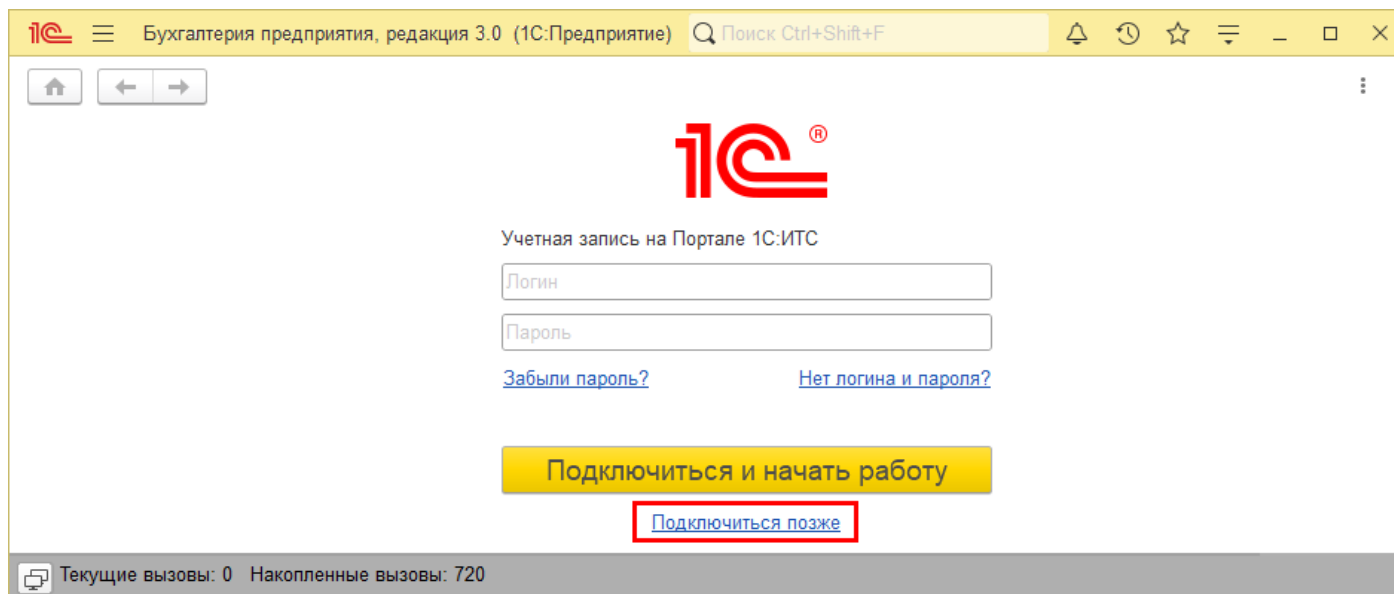 1С Бухгалтерия предприятия, редакция 3.0 (1С:Предприятие) Поиск Ctrl+Shift+F
1С ®
Учетная запись на Портале 1С:ИТС
Логин
Пароль
Забыли пароль? Нет логина и пароля?
Подключиться и начать работу
Подключиться позже
Текущие вызовы: 0 Накопленные вызовы: 720